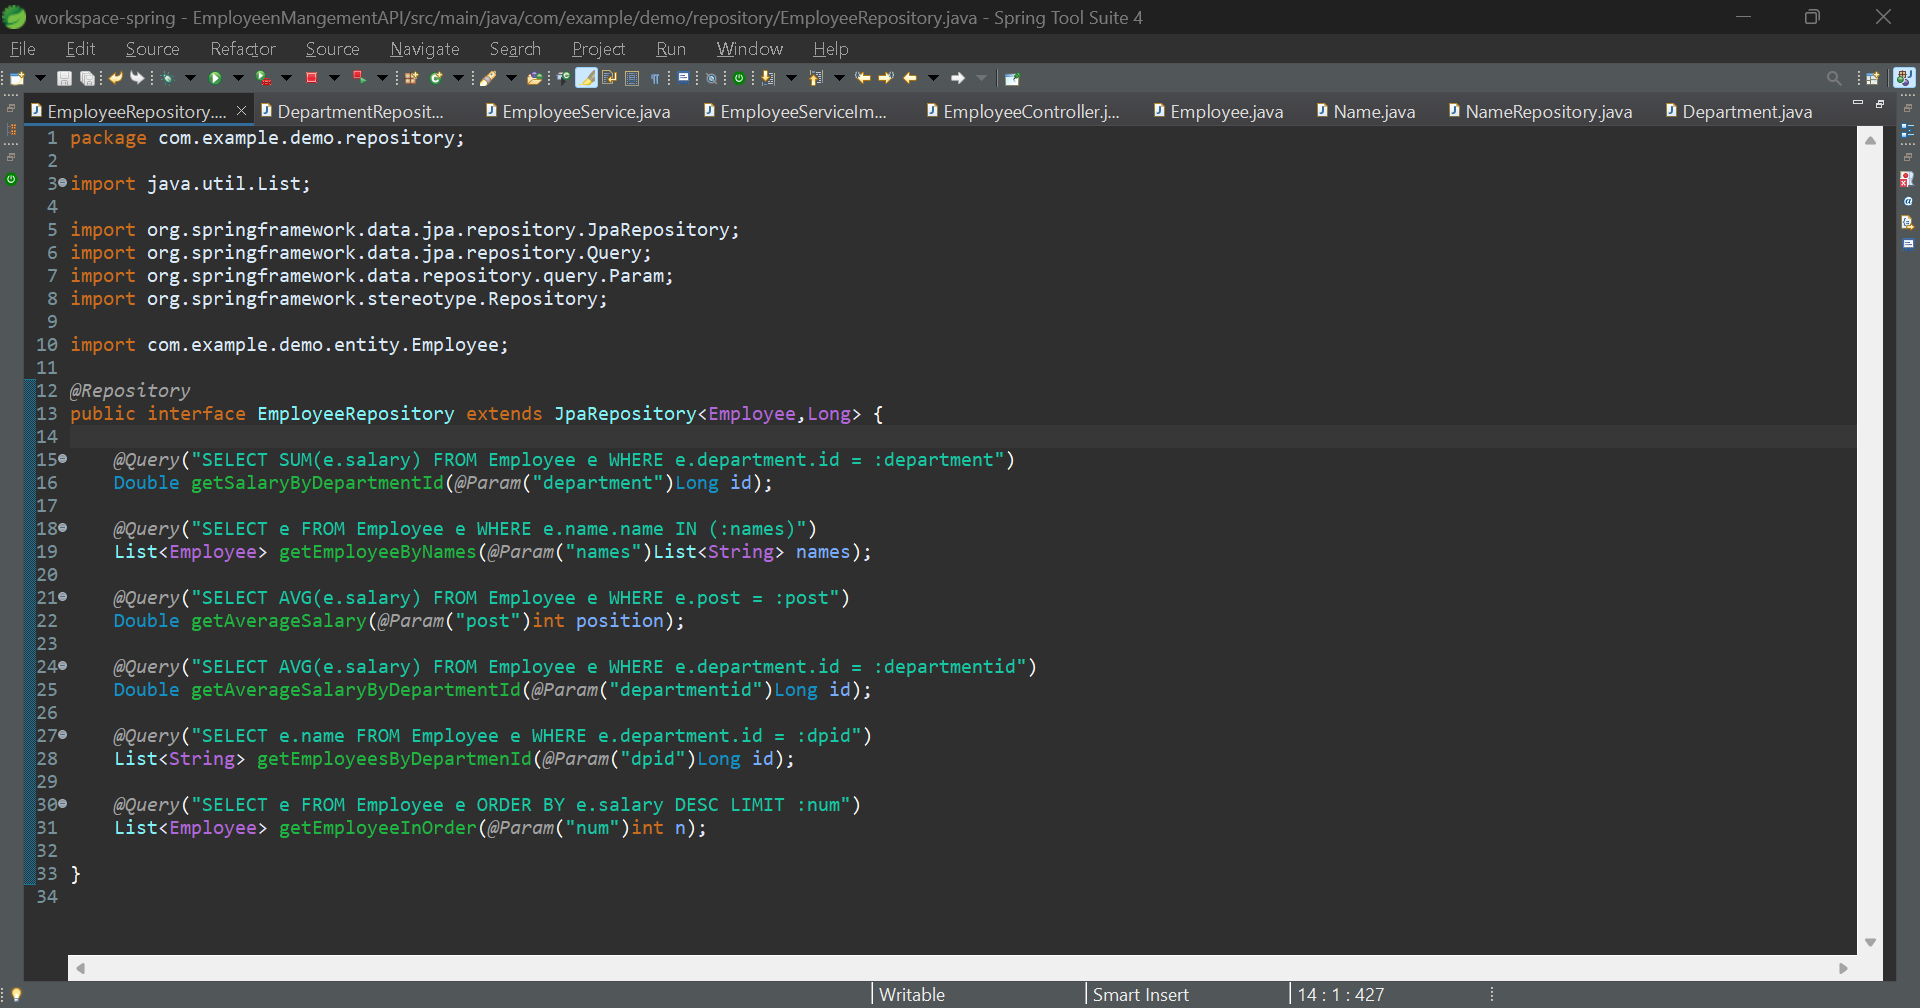 workspace-spring - EmployeenMangementAPI/src/main/java/com/example/demo/repository/EmployeeRepository.java - Spring Tool Suite 4
File Edit Source Refactor Source Navigate Search Project Run Window Help
EmployeeRepository.... DepartmentReposit... EmployeeService.java EmployeeServiceIm... EmployeeController.j... Employee.java Name.java NameRepository.java Department.java
1 package com.example.demo.repository;
2
3 import java.util.List;
4
5 import org.springframework.data.jpa.repository.JpaRepository;
6 import org.springframework.data.jpa.repository.Query;
7 import org.springframework.data.repository.query.Param;
8 import org.springframework.stereotype.Repository;
9
10 import com.example.demo.entity.Employee;
11
12 @Repository
13 public interface EmployeeRepository extends JpaRepository<Employee,Long> {
14
15 @Query("SELECT SUM(e.salary) FROM Employee e WHERE e.department.id = :department")
16 Double getSalaryByDepartmentId(@Param("department")Long id);
17
18 @Query("SELECT e FROM Employee e WHERE e.name.name IN (:names)")
19 List<Employee> getEmployeeByNames(@Param("names")List<String> names);
20
21 @Query("SELECT AVG(e.salary) FROM Employee e WHERE e.post = :post")
22 Double getAverageSalary(@Param("post")int position);
23
24 @Query("SELECT AVG(e.salary) FROM Employee e WHERE e.department.id = :departmentid")
25 Double getAverageSalaryByDepartmentId(@Param("departmentid")Long id);
26
27 @Query("SELECT e.name FROM Employee e WHERE e.department.id = :dpid")
28 List<String> getEmployeesByDepartmenId(@Param("dpid")Long id);
29
30 @Query("SELECT e FROM Employee e ORDER BY e.salary DESC LIMIT :num")
31 List<Employee> getEmployeeInOrder(@Param("num")int n);
32
33 }
34
Writable Smart Insert 14 : 1 : 427